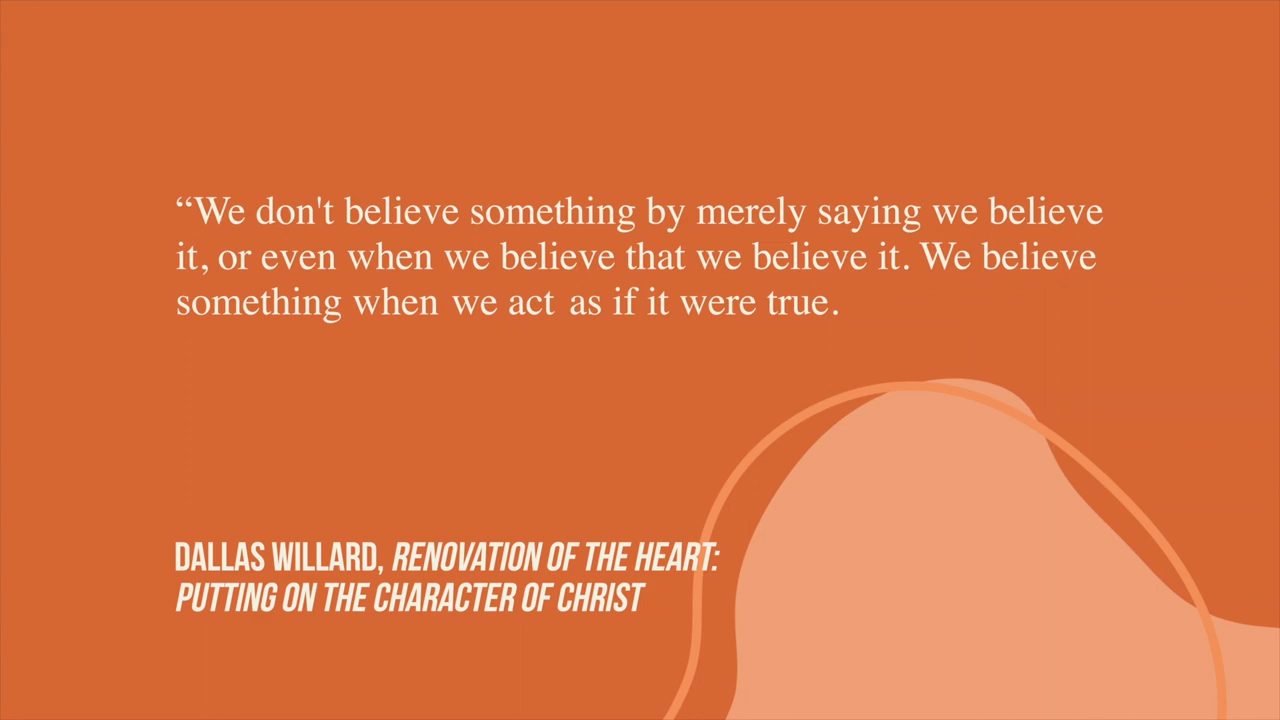 “We don't believe something by merely saying we believe
it, or even when we believe that we believe it. We believe
something when we act as if it were true.
DALLAS WILLARD, RENOVATION OF THE HEART:
PUTTING ON THE CHARACTER OF CHRIST